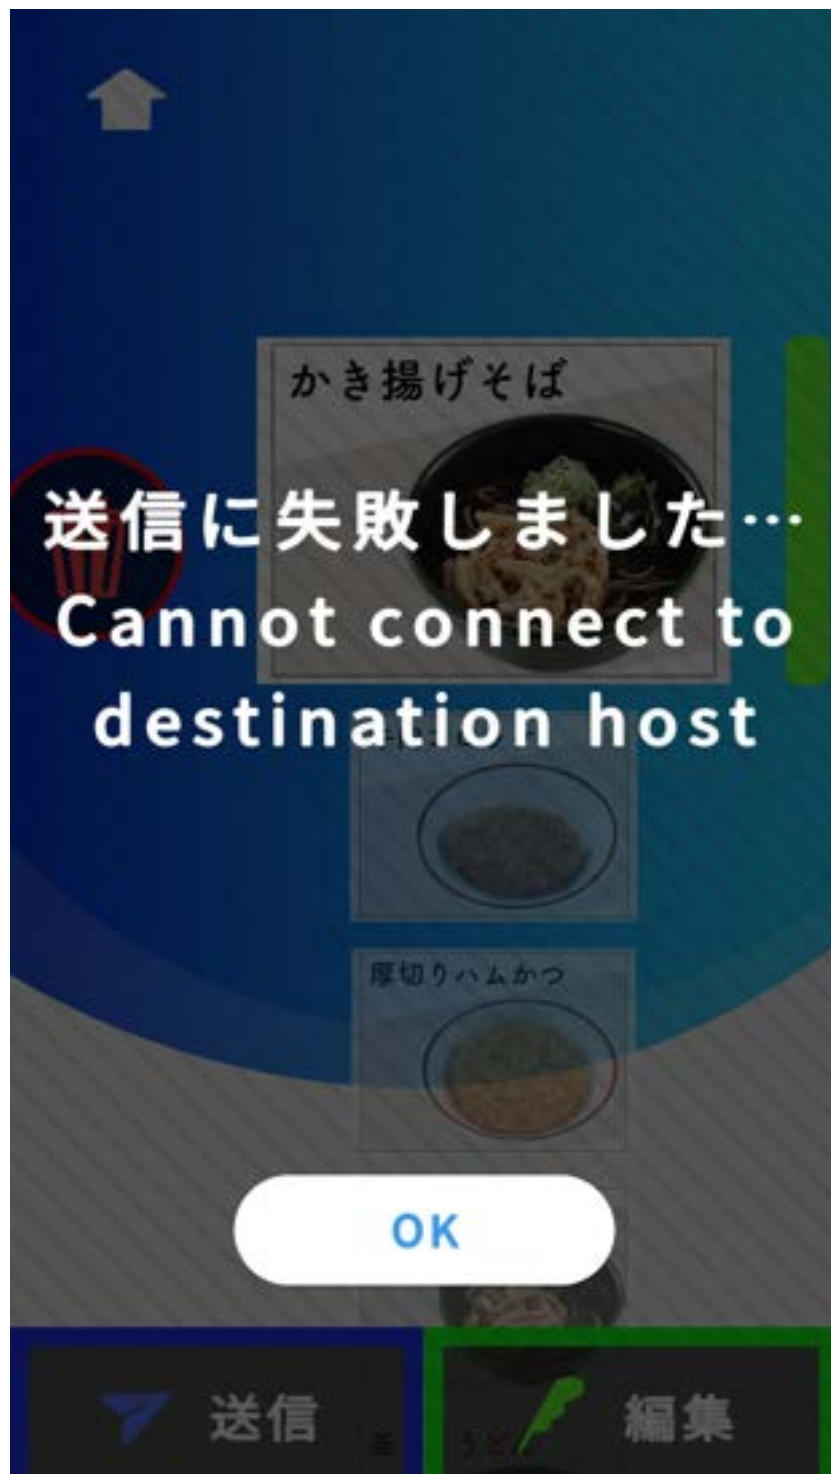 かき揚げそば
送信に失敗しました…
Cannot connect to
destination host
厚切りハムかつ
OK
送信
編集